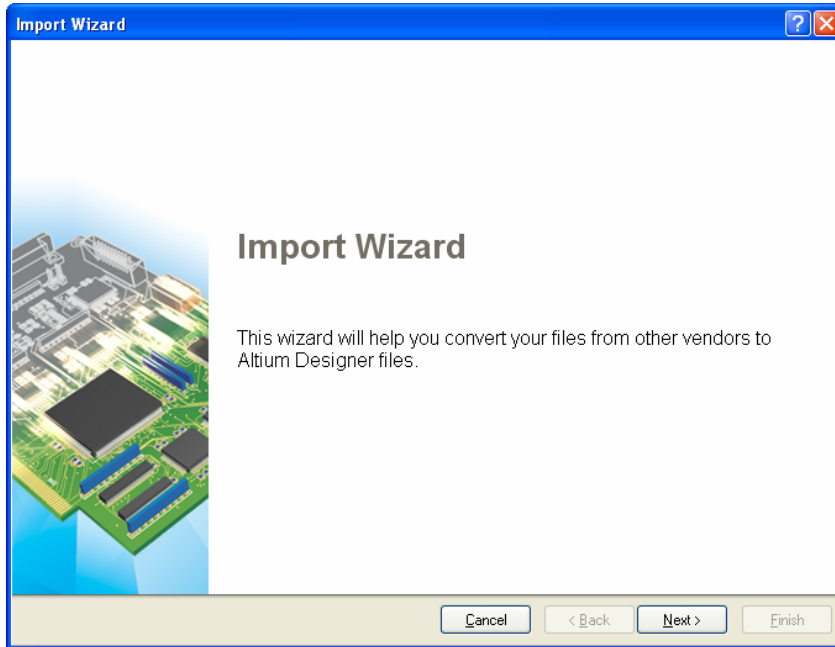 Import Wizard
Import Wizard
This wizard will help you convert your files from other vendors to
Altium Designer files.
Cancel
< Back
Next >
Finish